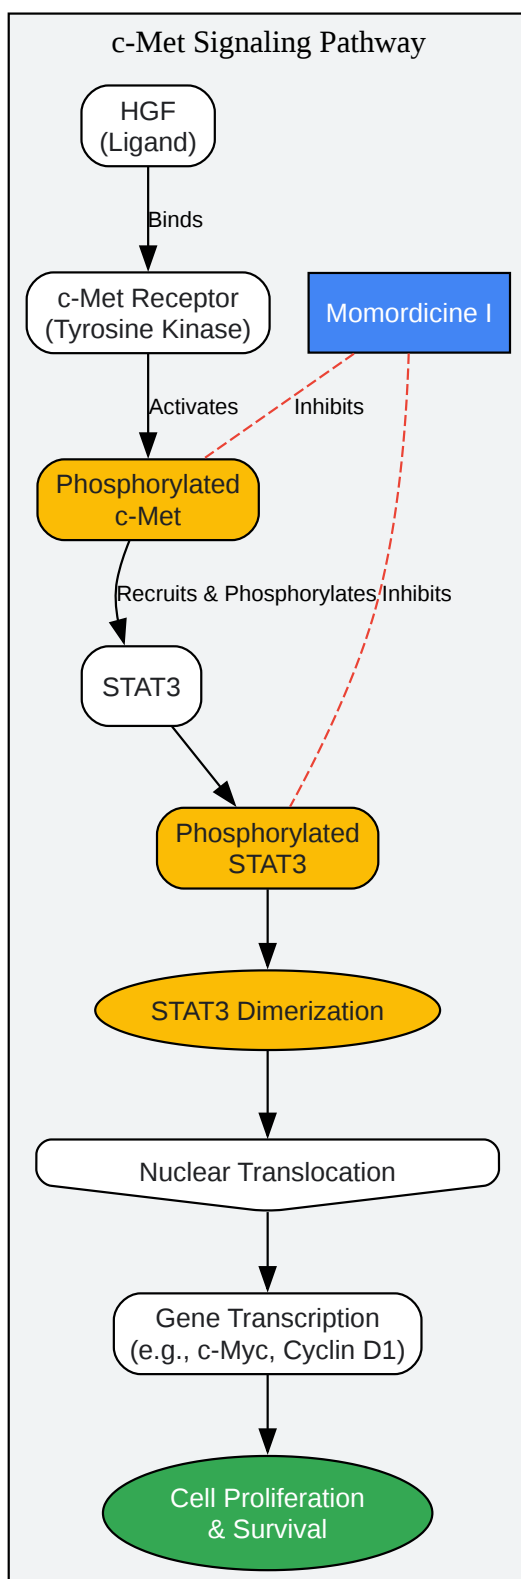 c-Met Signaling Pathway
HGF
(Ligand)
Binds
c-Met Receptor
(Tyrosine Kinase)
Momordicine I
Activates
Inhibits
Phosphorylated
c-Met
Recruits & Phosphorylates
Inhibits
STAT3
Phosphorylated
STAT3
STAT3 Dimerization
Nuclear Translocation
Gene Transcription
(e.g., c-Myc, Cyclin D1)
Cell Proliferation
& Survival